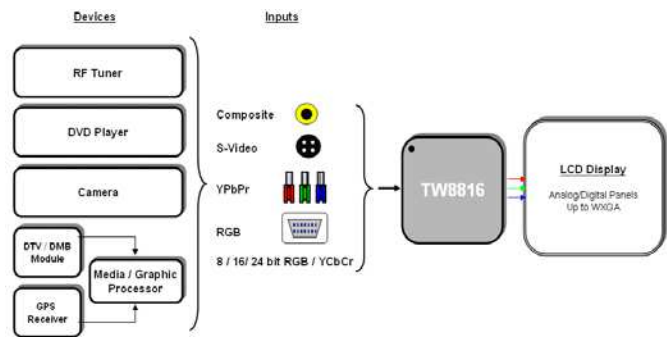 Devices
RF Tuner
DVD Player
Camera
DTV / DMB
Module
Media / Graphic
Processor
GPS
Receiver
Inputs
Composite
S-Video
YPbPr
RGB
8 / 16/ 24 bit RGB / YCbCr
TW8816
LCD Display
Analog/Digital Panels
Up to WXGA